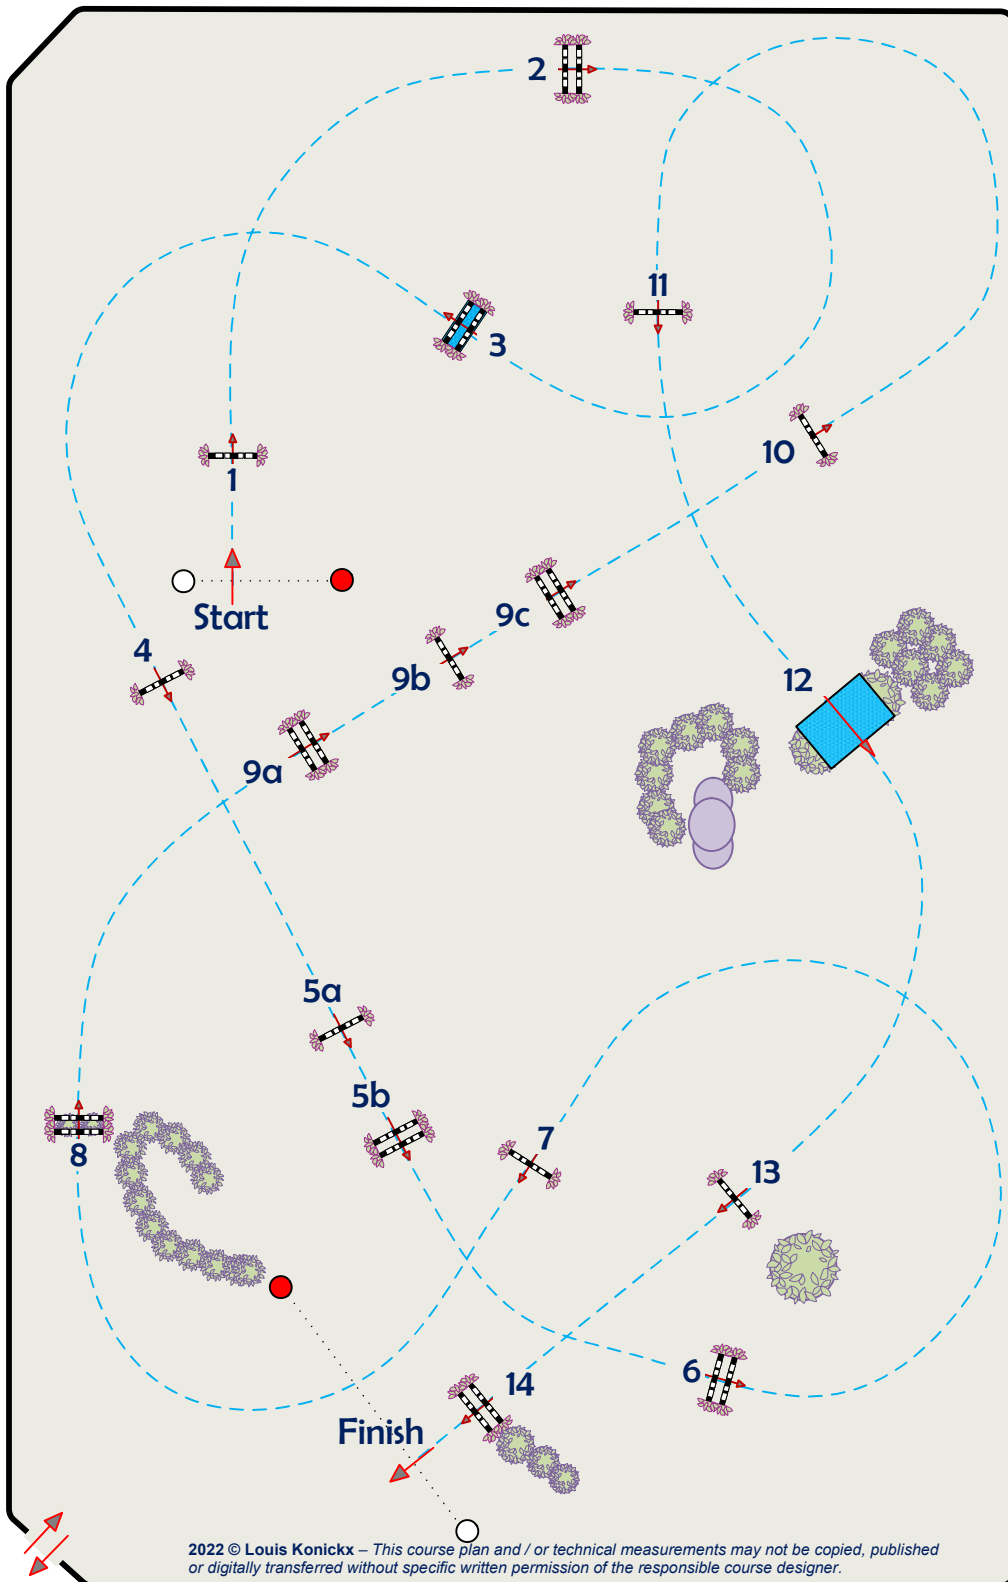 2
11
3
10
1
Start
9c
4
9b
12
9a
5a
5b
7
8
13
6
14
Finish
2022 © Louis Konickx – This course plan and / or technical measurements may not be copied, published
or digitally transferred without specific written permission of the responsible course designer.